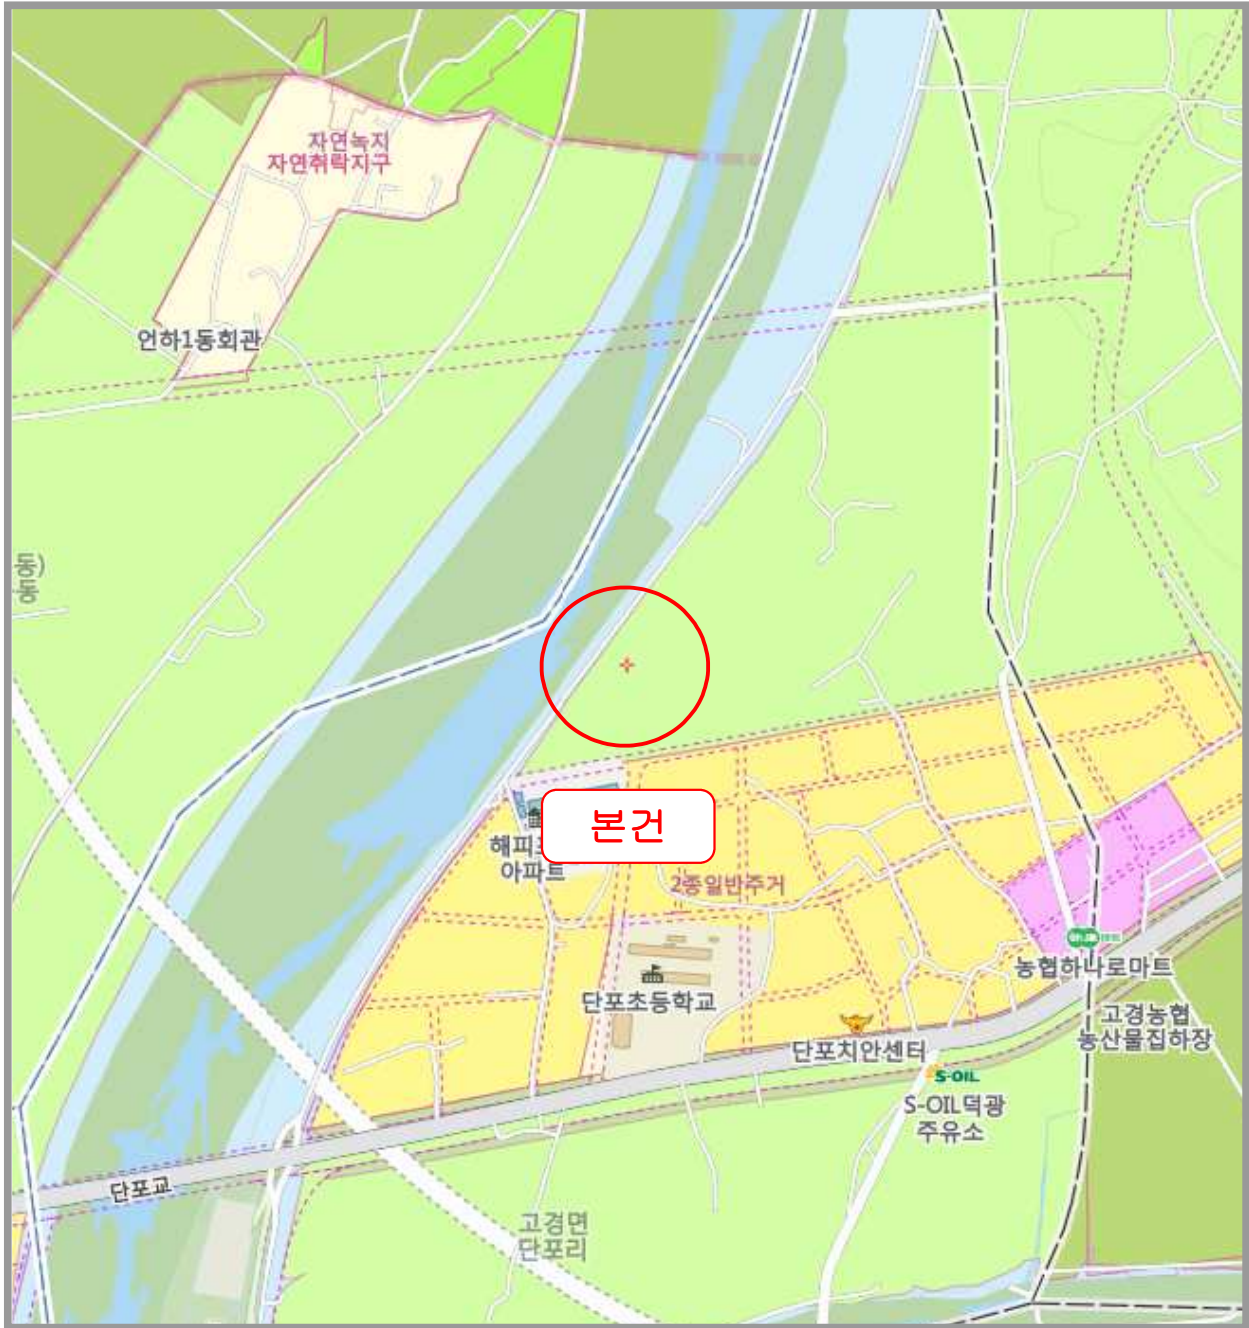 자연녹지
자연취락지구
언하1동회관
동)
동
본건
해피
아파트
2종일반주거
단포초등학교
농협하나로마트
고경농협
농산물집하장
단포치안센터
S-OIL
S-OIL덕광
주유소
단포교
고경면
단포리